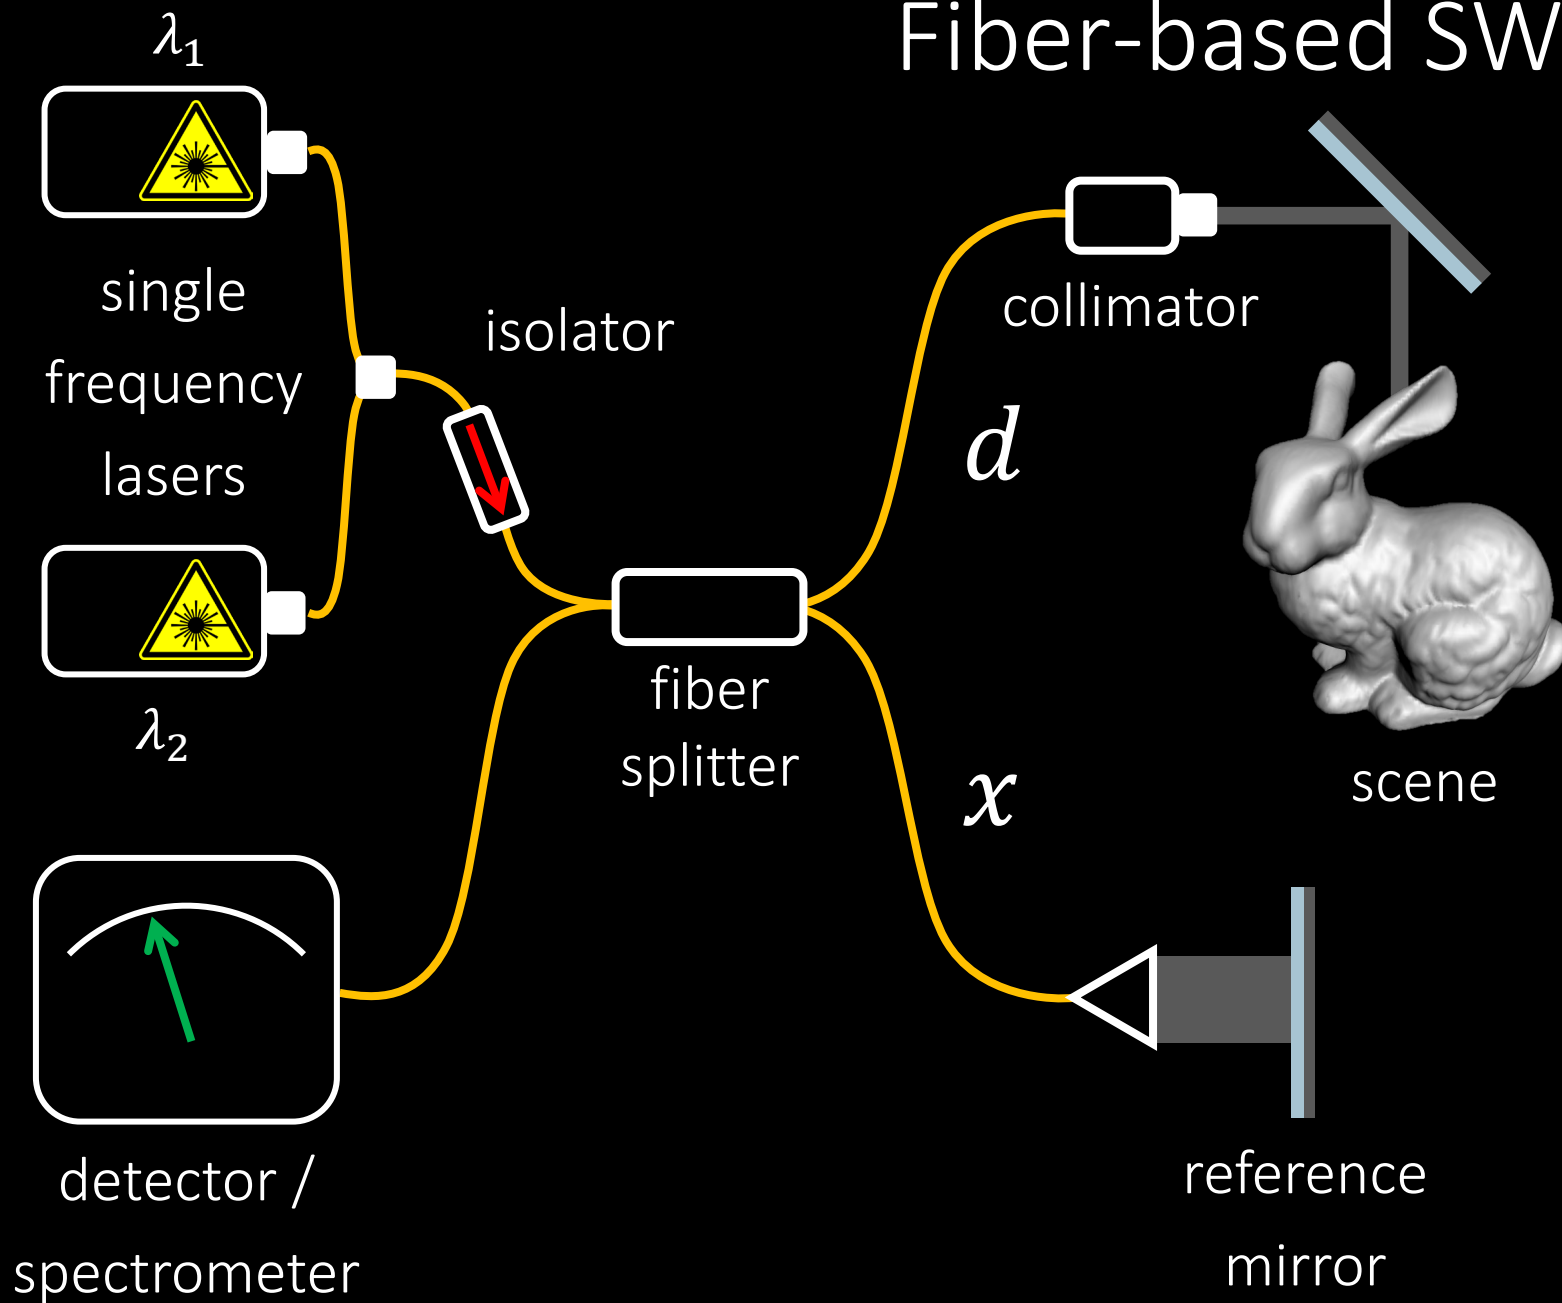 Fiber-based SW
λ₁
single
frequency
lasers
λ₂
isolator
collimator
d
scene
fiber
splitter
x
detector /
spectrometer
reference
mirror